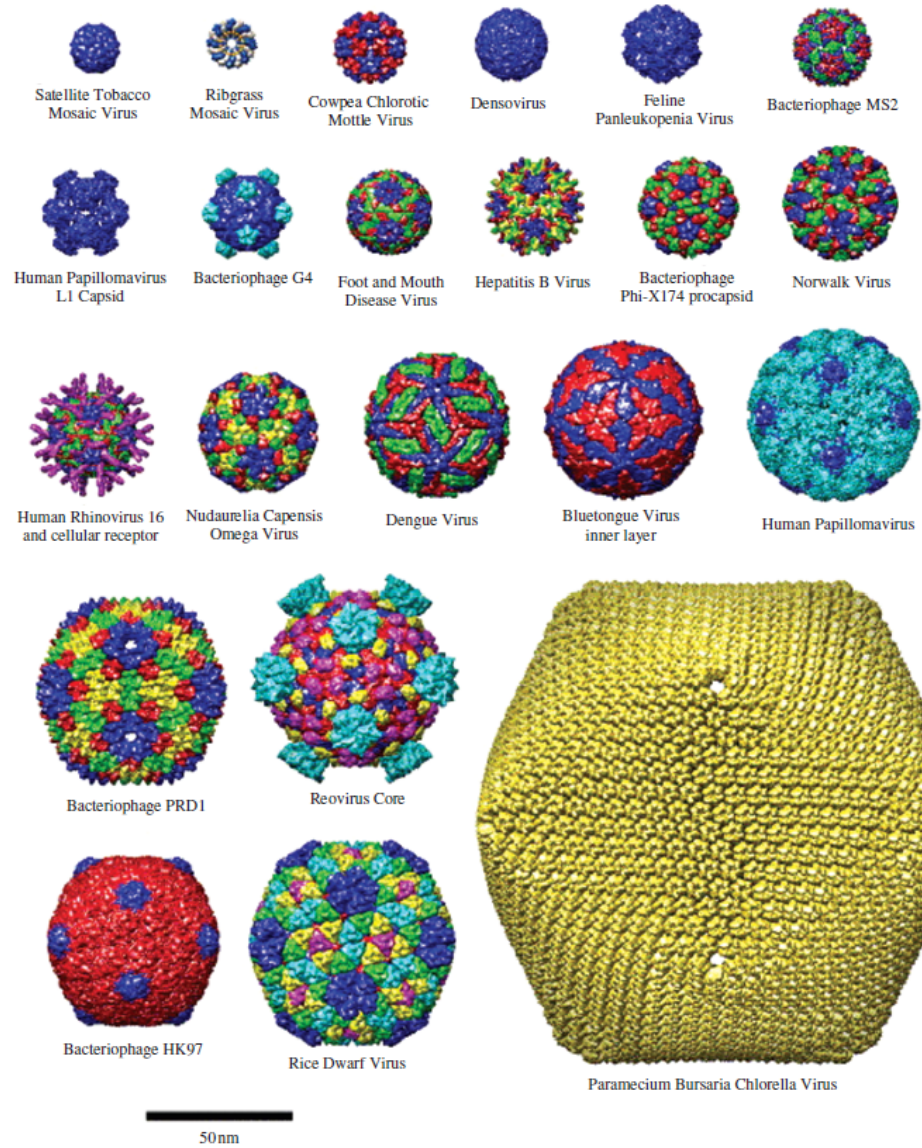 Satellite Tobacco
Mosaic Virus
Ribgrass
Mosaic Virus
Cowpea Chlorotic
Mottle Virus
Densovirus
Feline
Panleukopenia Virus
Bacteriophage MS2
Human Papillomavirus
L1 Capsid
Bacteriophage G4
Foot and Mouth
Disease Virus
Hepatitis B Virus
Bacteriophage
Phi-X174 procapsid
Norwalk Virus
Human Rhinovirus 16
and cellular receptor
Nudaurelia Capensis
Omega Virus
Dengue Virus
Bluetongue Virus
inner layer
Human Papillomavirus
Bacteriophage PRD1
Reovirus Core
Bacteriophage HK97
Rice Dwarf Virus
Paramecium Bursaria Chlorella Virus
50 nm